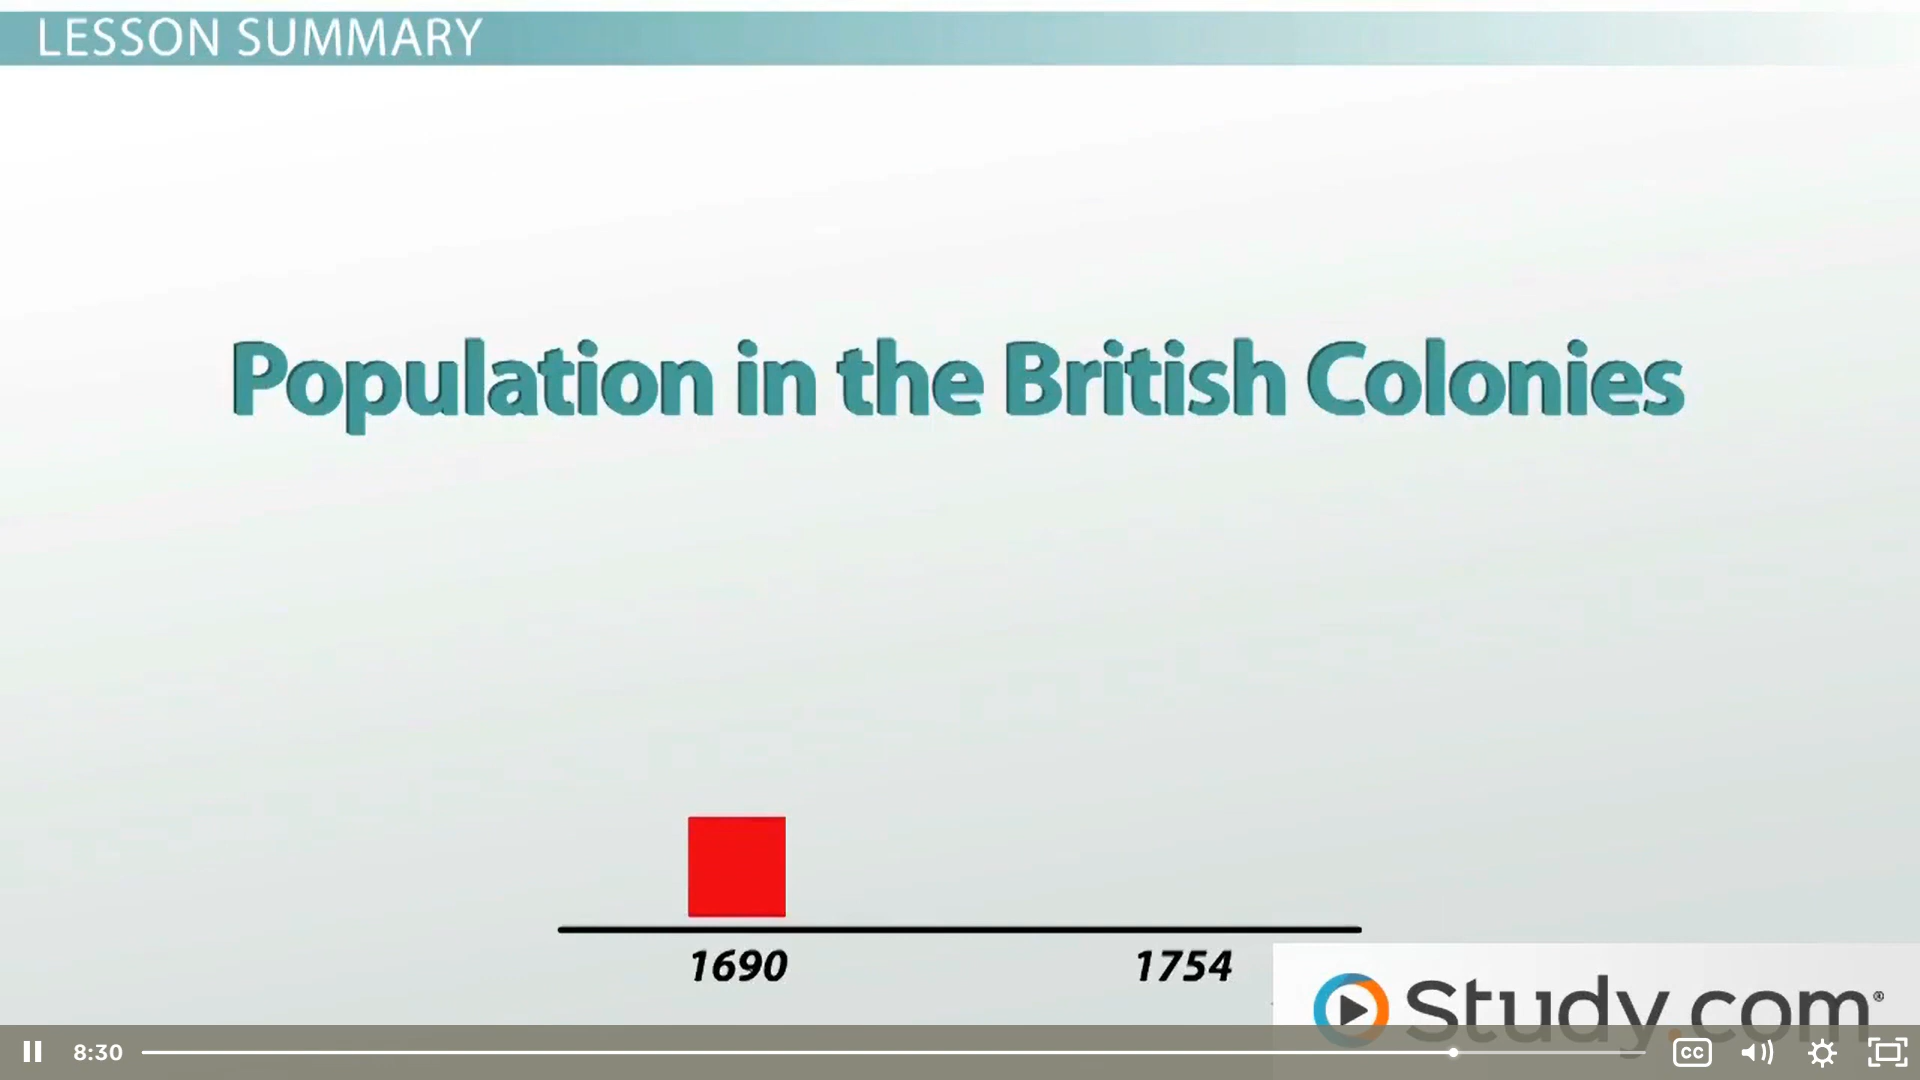 LESSON SUMMARY
Population in the British Colonies
1690 1754
Study.com®
8:30 CC